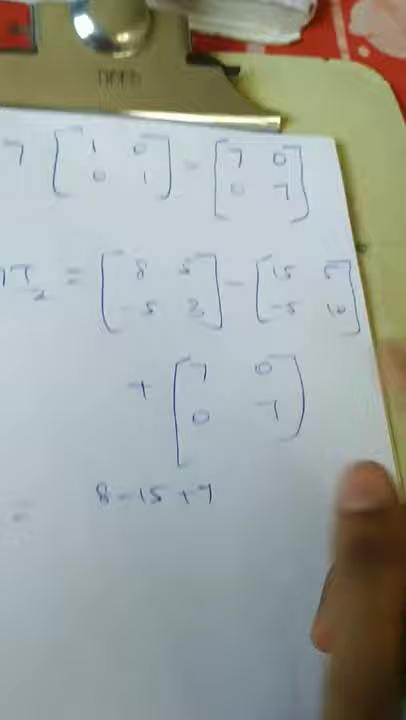 7 [ 1 0 ] = [ 7 0 ]
[ 0 1 ] [ 0 7 ]
7I₂ = [ 8 5 ] - [ 15 5 ]
[ -5 3 ] [ -5 10 ]
+ [ 7 0 ]
[ 0 7 ]
= 8 - 15 + 7